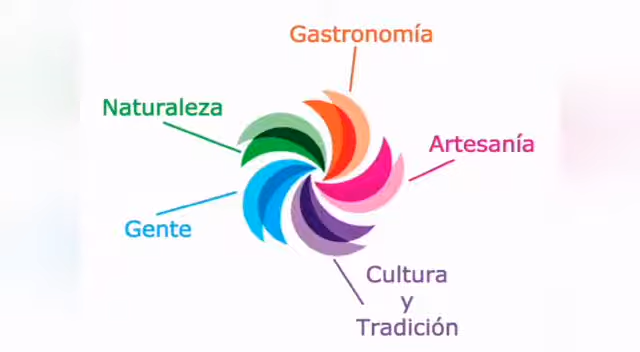 Gastronomía
Naturaleza
Artesanía
Gente
Cultura
y
Tradición